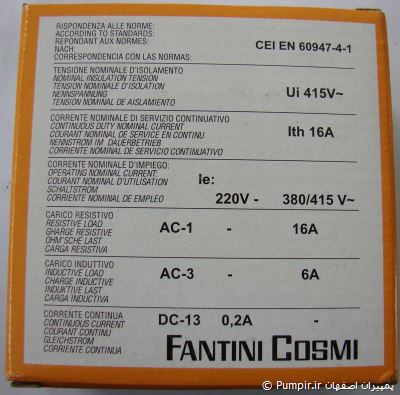 RISPONDENZA ALLE NORME:
ACCORDING TO STANDARDS:
REPONDANT AUX NORMES:
NACH:
CORRESPONDENCIA CON LAS NORMAS:
CEI EN 60947-4-1
TENSIONE NOMINALE D'ISOLAMENTO
NOMINAL INSULATION TENSION
TENSION NOMINALE D'ISOLATION
NENNSPANNUNG
TENSION NOMINAL DE AISLAMIENTO
Ui 415V~
CORRENTE NOMINALE DI SERVIZIO CONTINUATIVO
CONTINUOUS DUTY NOMINAL CURRENT
COURANT NOMINAL DE SERVICE EN CONTINU
NENNSTROM IM DAUERBETRIEB
CORRIENTE NOMINAL DE SERVICIO CONTINUATIVO
Ith 16A
CORRENTE NOMINALE D'IMPIEGO:
OPERATING NOMINAL CURRENT:
COURANT NOMINAL D'UTILISATION
SCHALTSTROM
CORRIENTE NOMINAL DE EMPLEO
Ie:
220V - 380/415 V~
CARICO RESISTIVO
RESISTIVE LOAD
GHARGE RESISTIVE
OHM'SCHE LAST
CARGA RESISTIVA
AC-1 - 16A
CARICO INDUTTIVO
INDUCTIVE LOAD
CHARGE INDUCTIVE
INDUKTIVE LAST
CARGA INDUCTIVA
AC-3 - 6A
CORRENTE CONTINUA
CONTINUOUS CURRENT
COURANT CONTINU
GLEICHSTROM
CORRIENTE CONTINUA
DC-13 0,2A -
FANTINI COSMI
پمپیران اصفهان © Pumpir.ir